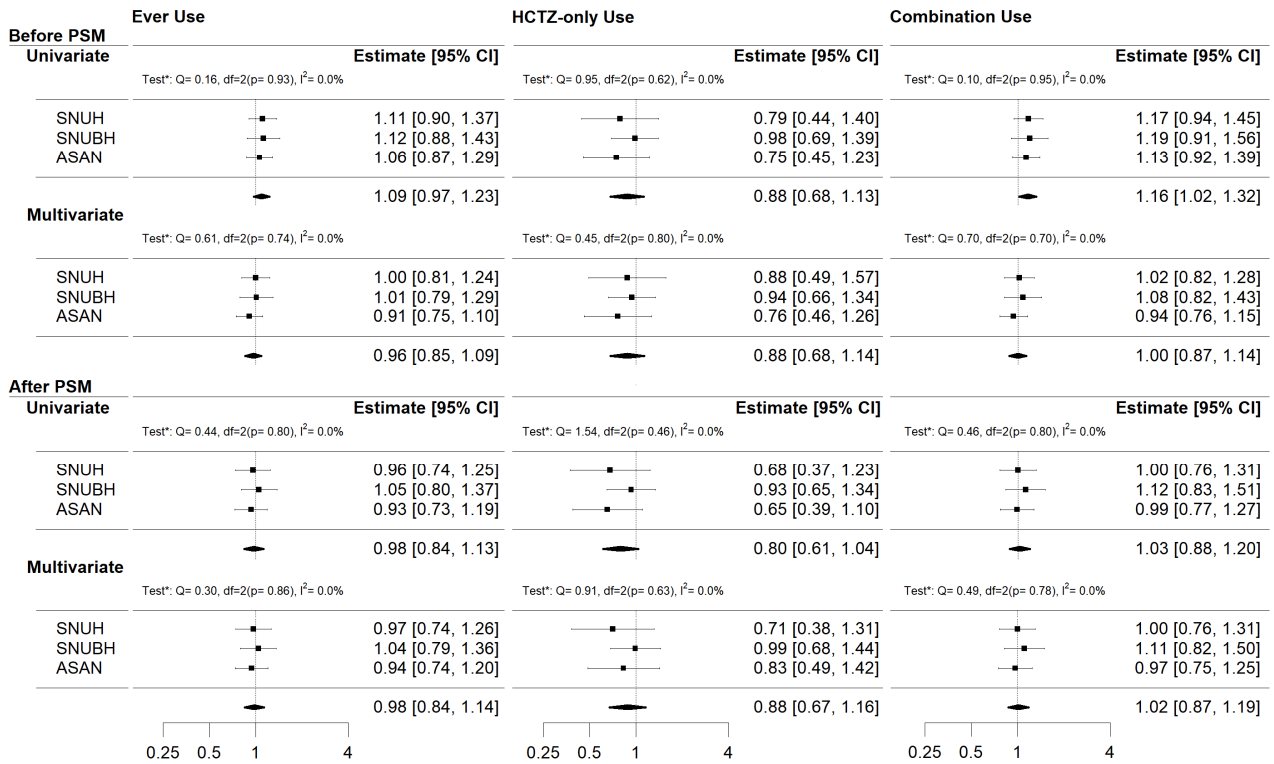 Ever Use HCTZ-only Use Combination Use
Before PSM
Univariate Estimate [95% CI] Estimate [95% CI] Estimate [95% CI]
Test*: Q= 0.16, df=2(p= 0.93), I²= 0.0% Test*: Q= 0.95, df=2(p= 0.62), I²= 0.0% Test*: Q= 0.10, df=2(p= 0.95), I²= 0.0%
SNUH 1.11 [0.90, 1.37] 0.79 [0.44, 1.40] 1.17 [0.94, 1.45]
SNUBH 1.12 [0.88, 1.43] 0.98 [0.69, 1.39] 1.19 [0.91, 1.56]
ASAN 1.06 [0.87, 1.29] 0.75 [0.45, 1.23] 1.13 [0.92, 1.39]
1.09 [0.97, 1.23] 0.88 [0.68, 1.13] 1.16 [1.02, 1.32]
Multivariate
Test*: Q= 0.61, df=2(p= 0.74), I²= 0.0% Test*: Q= 0.45, df=2(p= 0.80), I²= 0.0% Test*: Q= 0.70, df=2(p= 0.70), I²= 0.0%
SNUH 1.00 [0.81, 1.24] 0.88 [0.49, 1.57] 1.02 [0.82, 1.28]
SNUBH 1.01 [0.79, 1.29] 0.94 [0.66, 1.34] 1.08 [0.82, 1.43]
ASAN 0.91 [0.75, 1.10] 0.76 [0.46, 1.26] 0.94 [0.76, 1.15]
0.96 [0.85, 1.09] 0.88 [0.68, 1.14] 1.00 [0.87, 1.14]
After PSM
Univariate Estimate [95% CI] Estimate [95% CI] Estimate [95% CI]
Test*: Q= 0.44, df=2(p= 0.80), I²= 0.0% Test*: Q= 1.54, df=2(p= 0.46), I²= 0.0% Test*: Q= 0.46, df=2(p= 0.80), I²= 0.0%
SNUH 0.96 [0.74, 1.25] 0.68 [0.37, 1.23] 1.00 [0.76, 1.31]
SNUBH 1.05 [0.80, 1.37] 0.93 [0.65, 1.34] 1.12 [0.83, 1.51]
ASAN 0.93 [0.73, 1.19] 0.65 [0.39, 1.10] 0.99 [0.77, 1.27]
0.98 [0.84, 1.13] 0.80 [0.61, 1.04] 1.03 [0.88, 1.20]
Multivariate
Test*: Q= 0.30, df=2(p= 0.86), I²= 0.0% Test*: Q= 0.91, df=2(p= 0.63), I²= 0.0% Test*: Q= 0.49, df=2(p= 0.78), I²= 0.0%
SNUH 0.97 [0.74, 1.26] 0.71 [0.38, 1.31] 1.00 [0.76, 1.31]
SNUBH 1.04 [0.79, 1.36] 0.99 [0.68, 1.44] 1.11 [0.82, 1.50]
ASAN 0.94 [0.74, 1.20] 0.83 [0.49, 1.42] 0.97 [0.75, 1.25]
0.98 [0.84, 1.14] 0.88 [0.67, 1.16] 1.02 [0.87, 1.19]
0.25 0.5 1 4 0.25 0.5 1 4 0.25 0.5 1 4